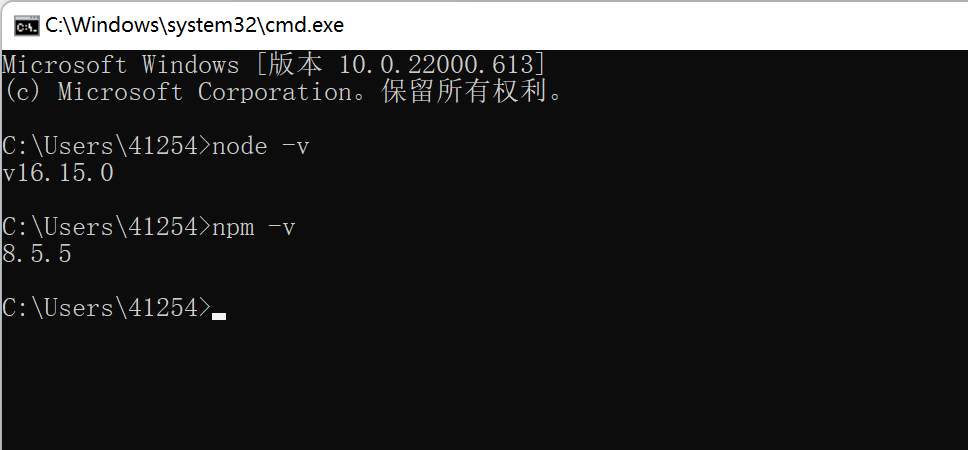 C:\Windows\system32\cmd.exe
Microsoft Windows [版本 10.0.22000.613]
(c) Microsoft Corporation。保留所有权利。
C:\Users\41254>node -v
v16.15.0
C:\Users\41254>npm -v
8.5.5
C:\Users\41254>